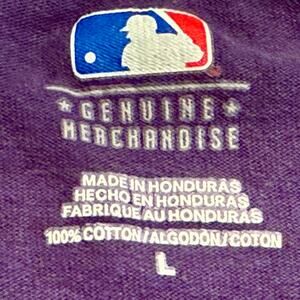 GENUINE
MERCHANDISE
MADE IN HONDURAS
HECHO EN HONDURAS
FABRIQUE AU HONDURAS
100% COTTON/ALGODON/COTON
L